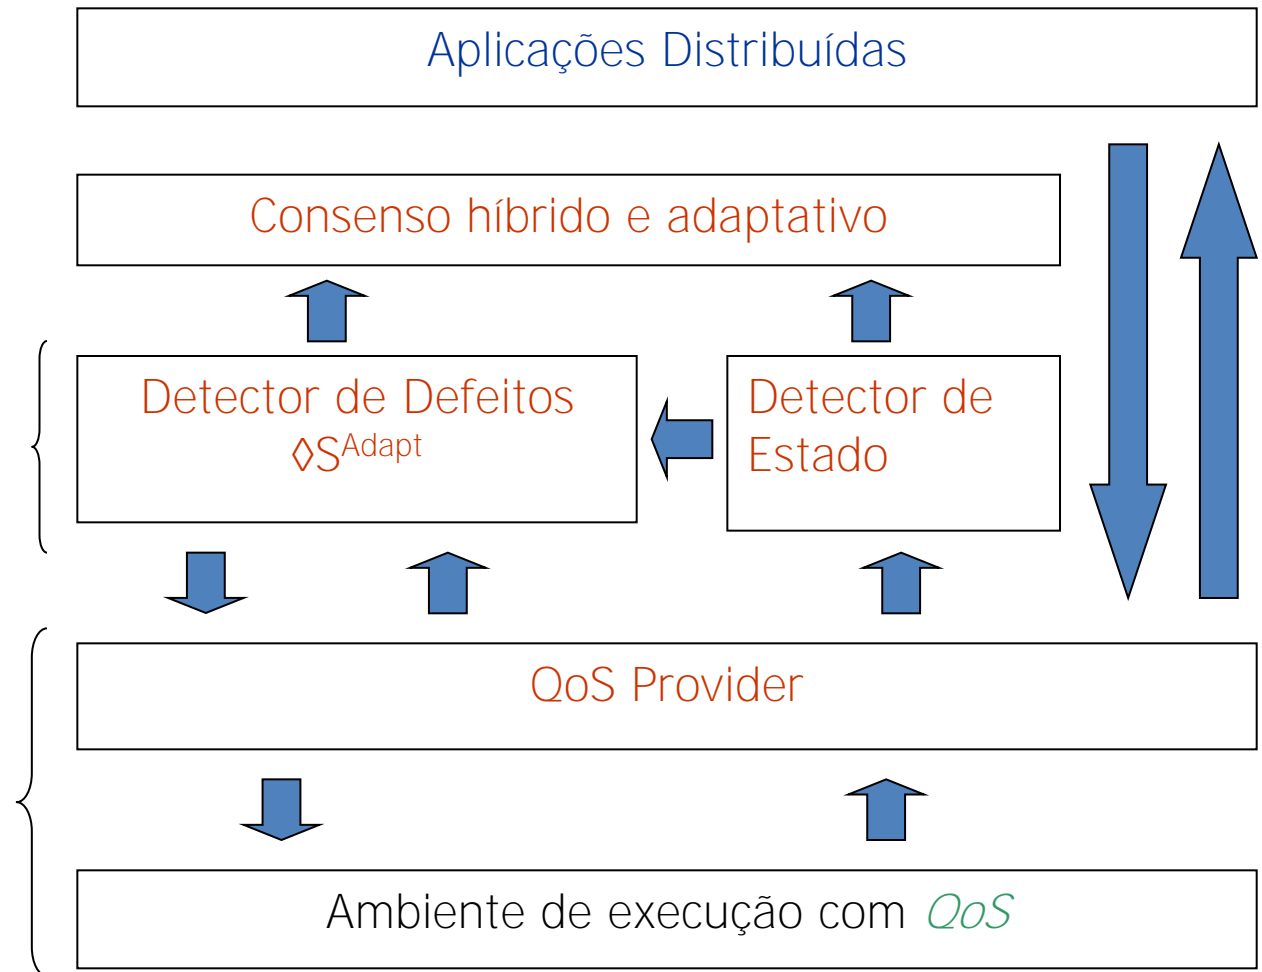 Aplicações Distribuídas
Consenso híbrido e adaptativo
Detector de Defeitos
◊S^Adapt
Detector de
Estado
QoS Provider
Ambiente de execução com QoS